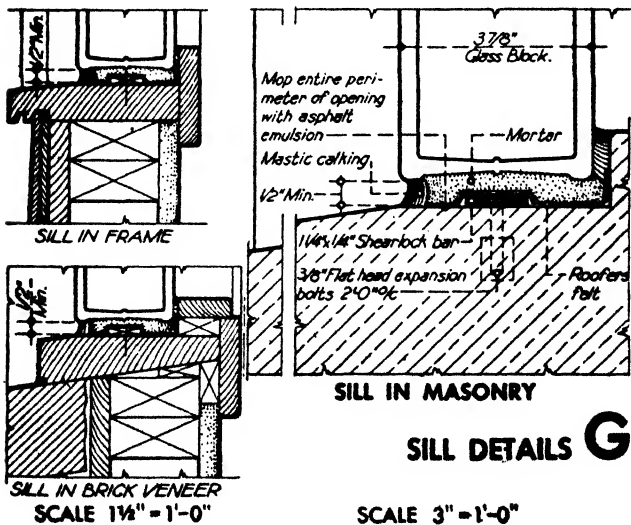 1/2" Min.
SILL IN FRAME
1/2" Min.
SILL IN BRICK VENEER
SCALE 1½" = 1'-0"
3 7/8"
Glass Block.
Mop entire peri-
meter of opening
with asphalt
emulsion
Mortar
Mastic calking
1/2" Min.
1 1/4" x 1/4" Shearlock bar
3/8" Flat head expansion
bolts 2'-0" o/c
Roofers
felt
SILL IN MASONRY
SILL DETAILS G
SCALE 3" = 1'-0"